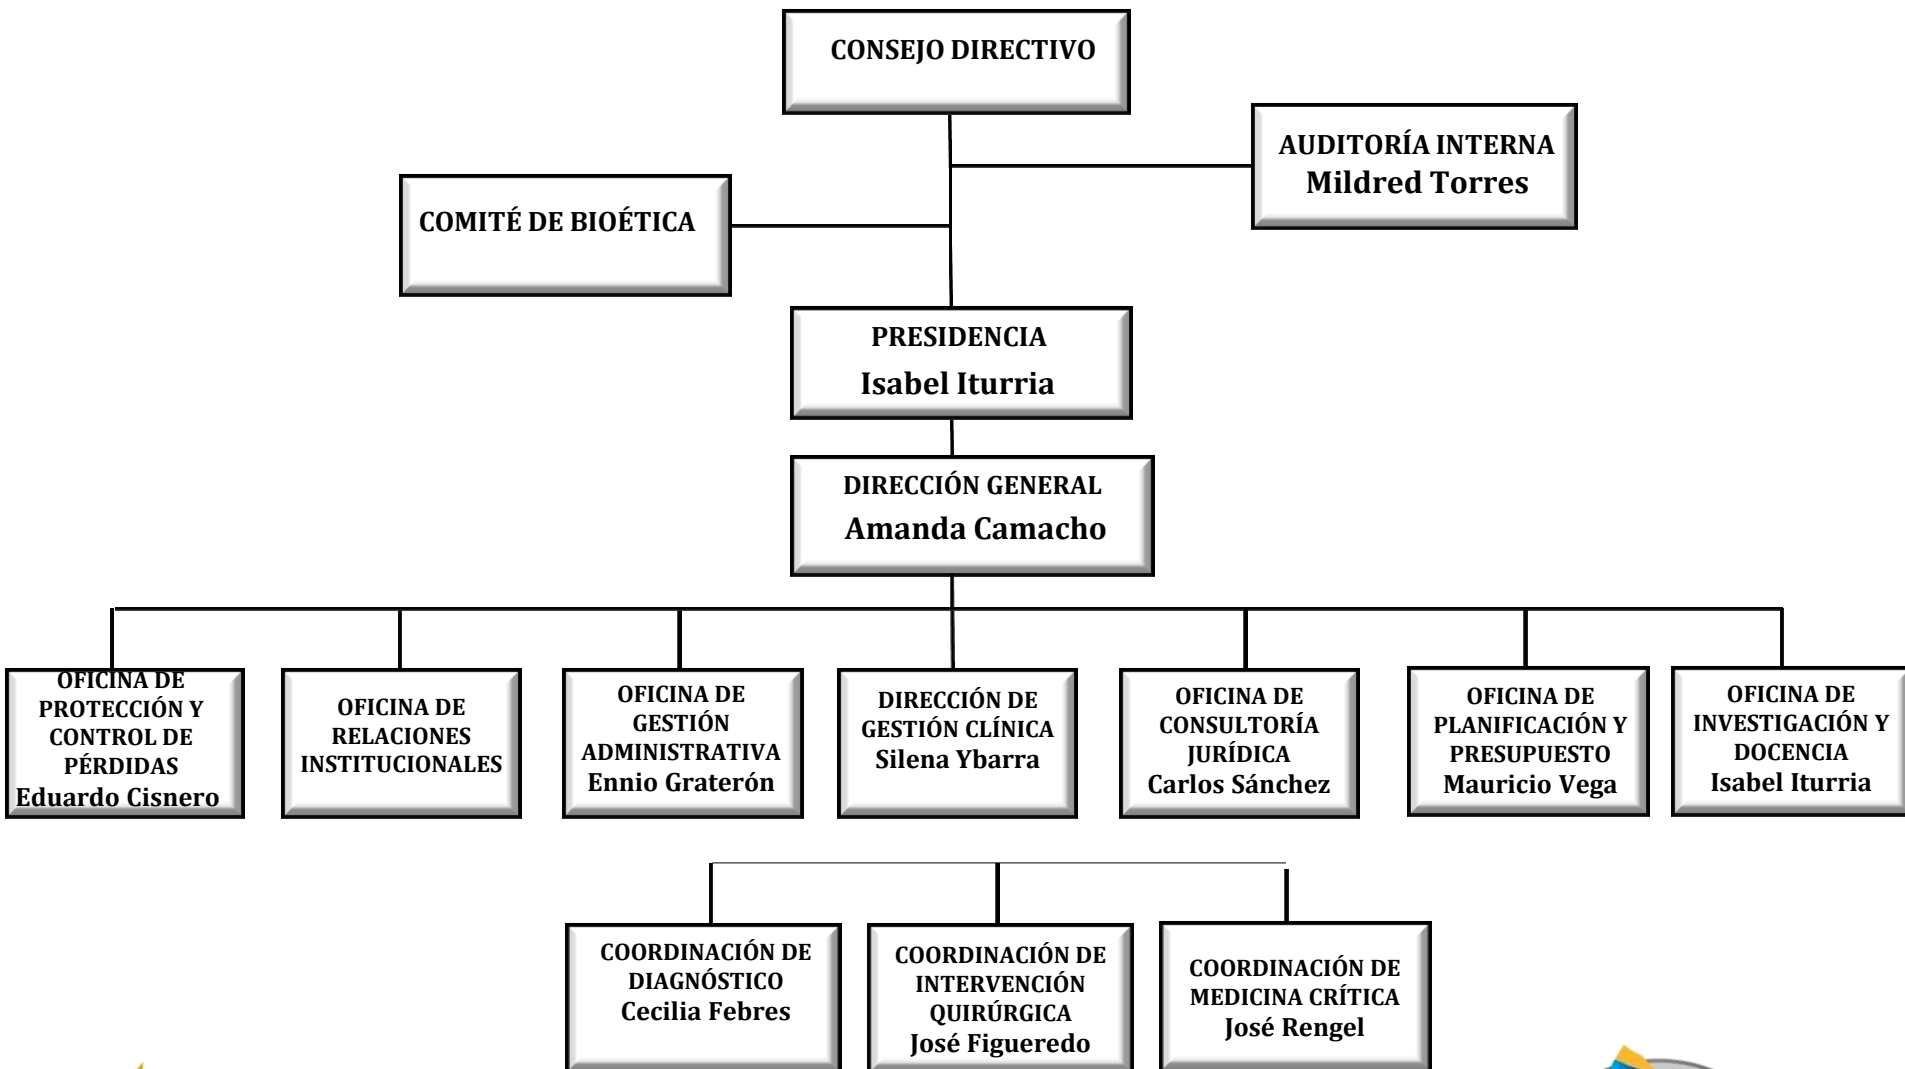 CONSEJO DIRECTIVO
AUDITORÍA INTERNA
Mildred Torres
COMITÉ DE BIOÉTICA
PRESIDENCIA
Isabel Iturria
DIRECCIÓN GENERAL
Amanda Camacho
OFICINA DE
PROTECCIÓN Y
CONTROL DE
PÉRDIDAS
Eduardo Cisnero
OFICINA DE
RELACIONES
INSTITUCIONALES
OFICINA DE
GESTIÓN
ADMINISTRATIVA
Ennio Graterón
DIRECCIÓN DE
GESTIÓN CLÍNICA
Silena Ybarra
OFICINA DE
CONSULTORÍA
JURÍDICA
Carlos Sánchez
OFICINA DE
PLANIFICACIÓN Y
PRESUPUESTO
Mauricio Vega
OFICINA DE
INVESTIGACIÓN Y
DOCENCIA
Isabel Iturria
COORDINACIÓN DE
DIAGNÓSTICO
Cecilia Febres
COORDINACIÓN DE
INTERVENCIÓN
QUIRÚRGICA
José Figueredo
COORDINACIÓN DE
MEDICINA CRÍTICA
José Rengel